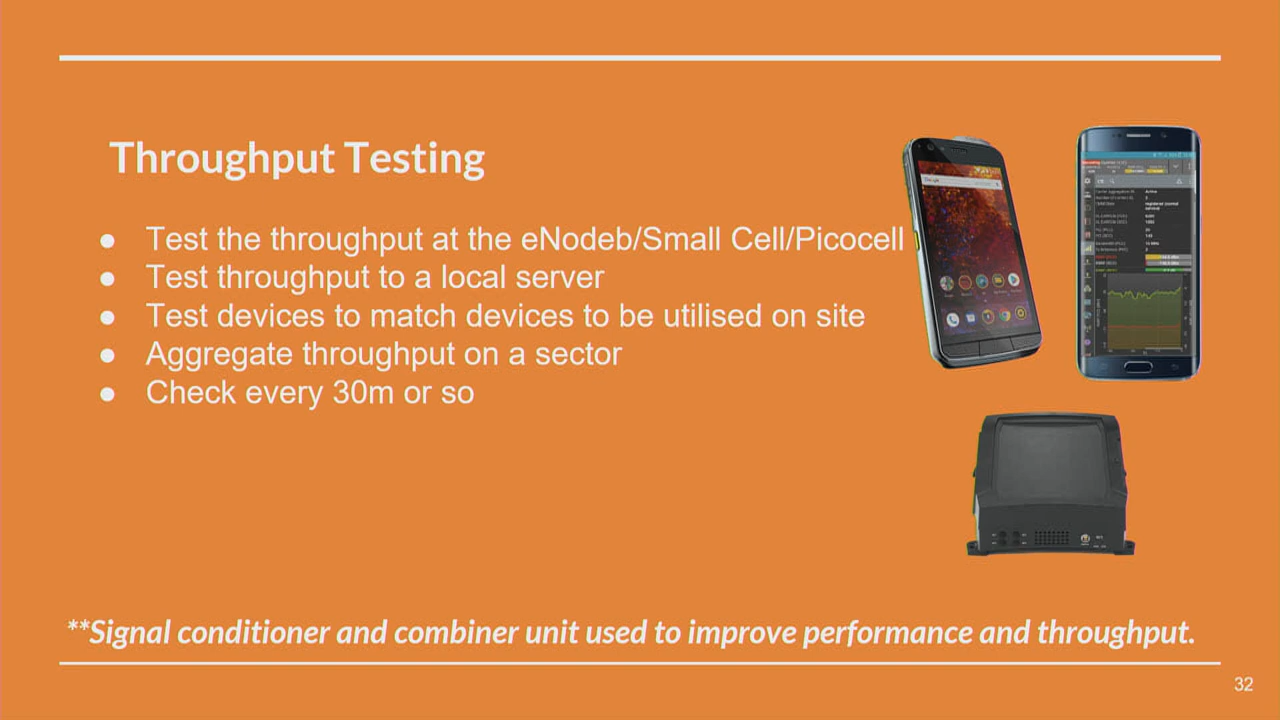 Throughput Testing
● Test the throughput at the eNodeb/Small Cell/Picocell
● Test throughput to a local server
● Test devices to match devices to be utilised on site
● Aggregate throughput on a sector
● Check every 30m or so
**Signal conditioner and combiner unit used to improve performance and throughput.
32